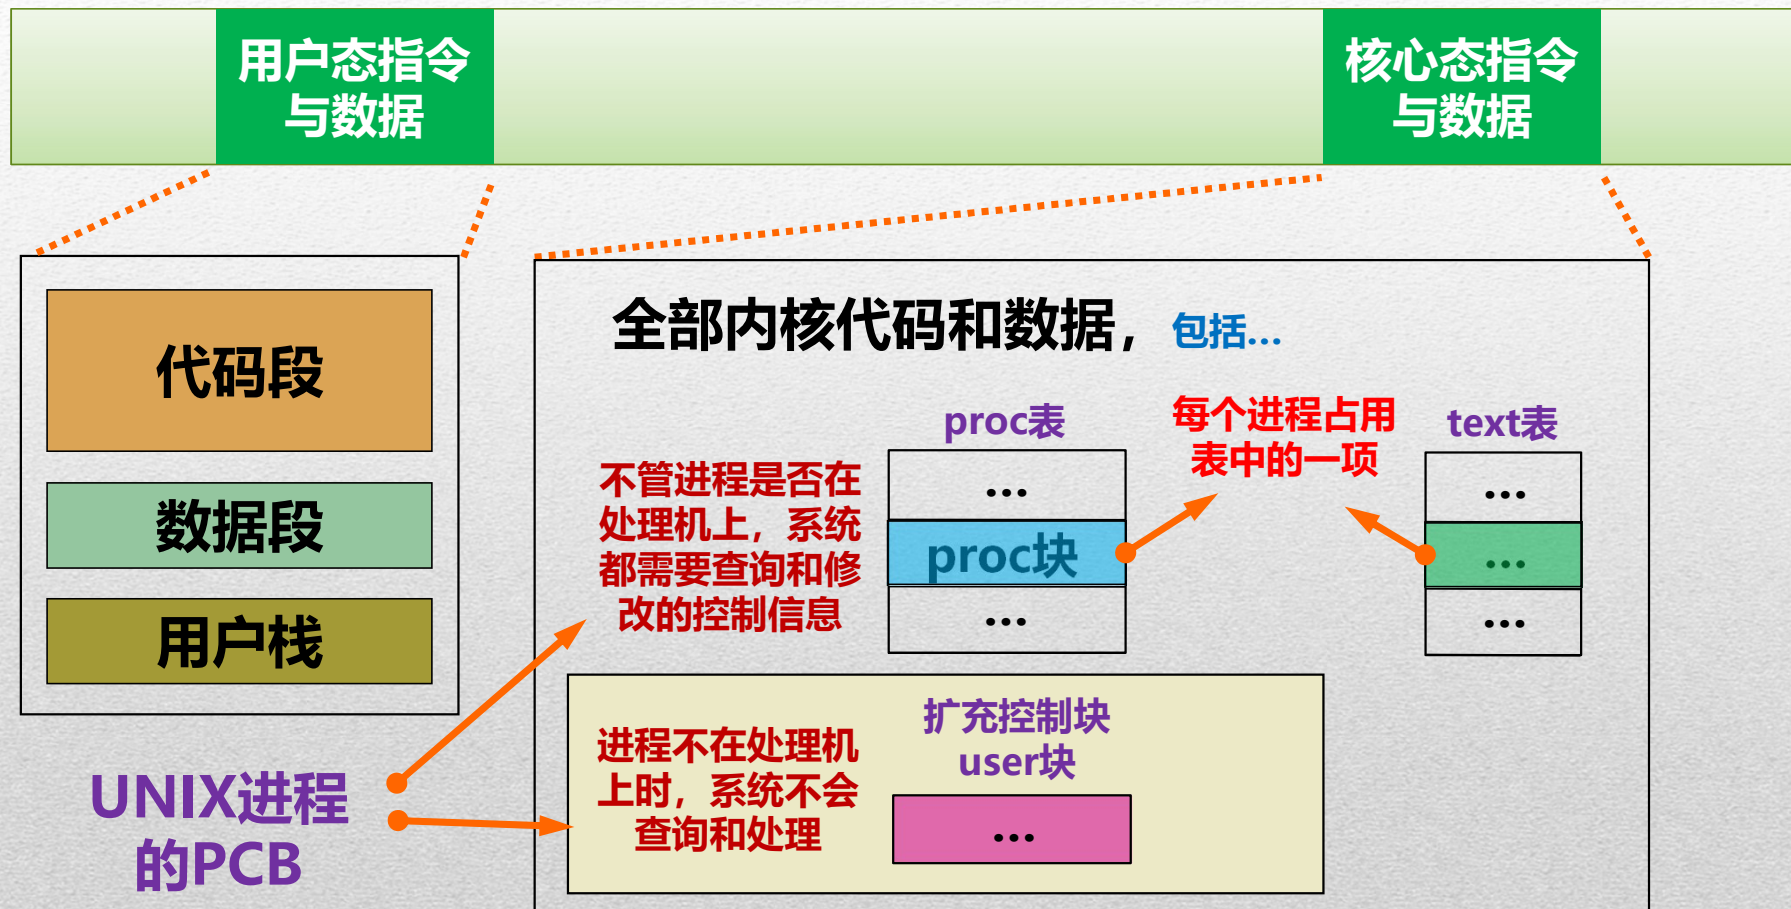 用户态指令
与数据
核心态指令
与数据
代码段
数据段
用户栈
UNIX进程
的PCB
全部内核代码和数据，包括...
proc表
每个进程占用
表中的一项
text表
不管进程是否在
处理机上，系统
都需要查询和修
改的控制信息
...
proc块
...
...
...
...
进程不在处理机
上时，系统不会
查询和处理
扩充控制块
user块
...